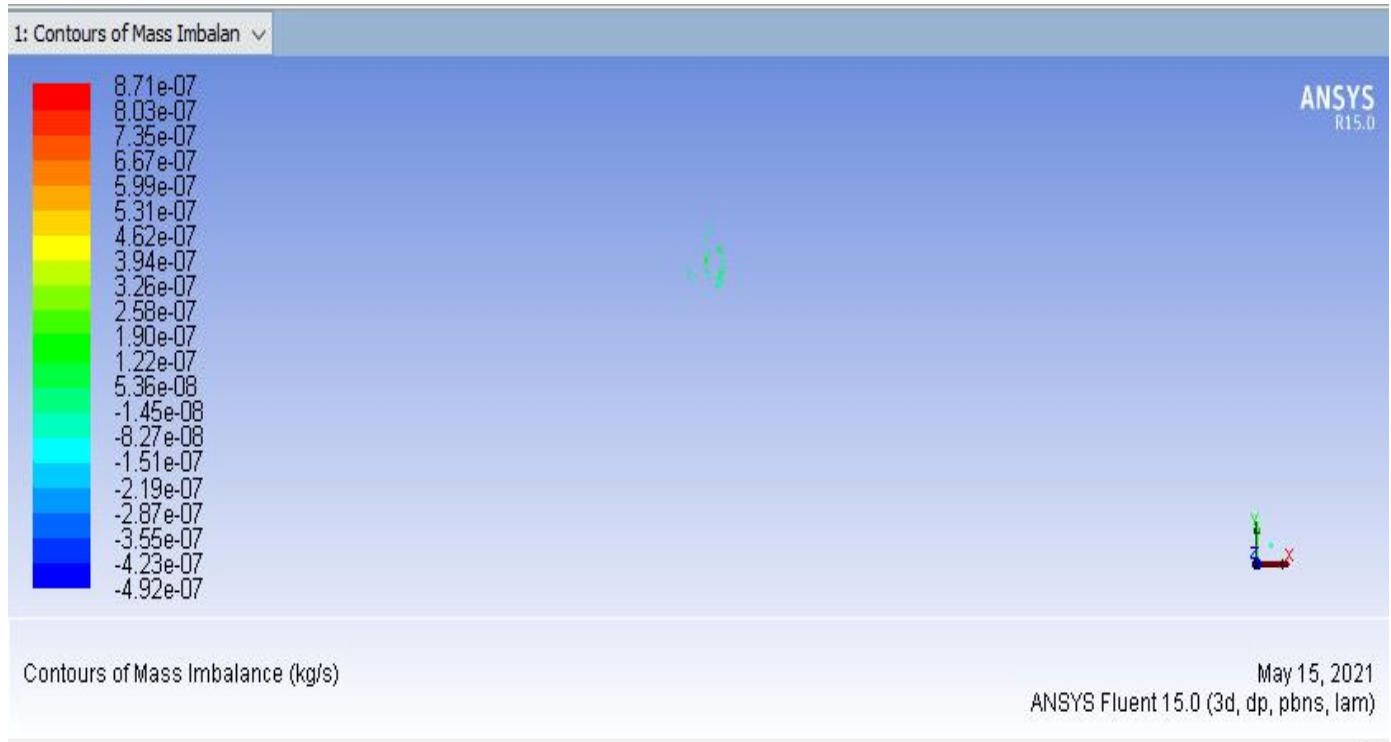 1: Contours of Mass Imbalan
8.71e-07
8.03e-07
7.35e-07
6.67e-07
5.99e-07
5.31e-07
4.62e-07
3.94e-07
3.26e-07
2.58e-07
1.90e-07
1.22e-07
5.36e-08
-1.45e-08
-8.27e-08
-1.51e-07
-2.19e-07
-2.87e-07
-3.55e-07
-4.23e-07
-4.92e-07
ANSYS
R15.0
Y
Z
X
Contours of Mass Imbalance (kg/s)
May 15, 2021
ANSYS Fluent 15.0 (3d, dp, pbns, lam)